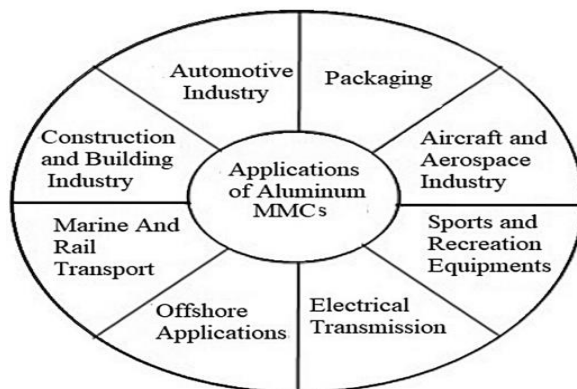 Automotive
Industry
Packaging
Construction
and Building
Industry
Applications
of Aluminum
MMCs
Aircraft and
Aerospace
Industry
Marine And
Rail
Transport
Sports and
Recreation
Equipments
Offshore
Applications
Electrical
Transmission